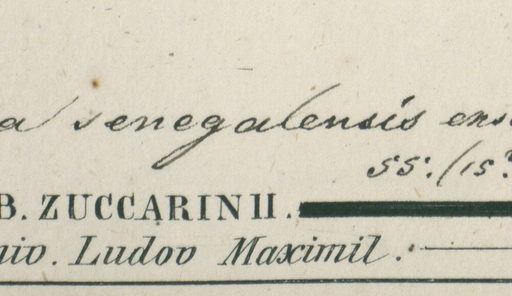 a senegalensis ens
55. (15?
B. ZUCCARINII.
niv. Ludov Maximil.